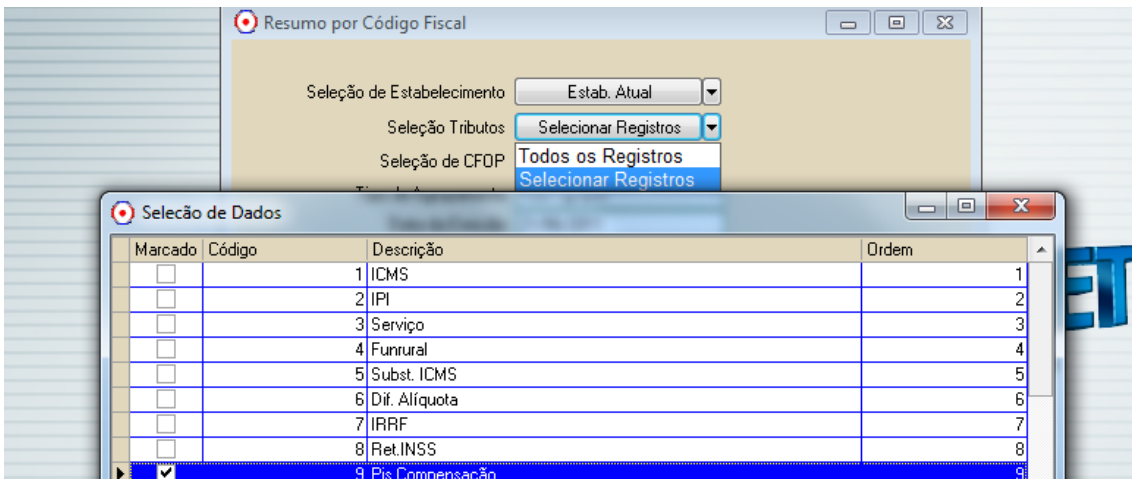 Resumo por Código Fiscal
Seleção de Estabelecimento Estab. Atual
Seleção Tributos Selecionar Registros
Seleção de CFOP Todos os Registros
Selecionar Registros
Selecão de Dados
Marcado Código Descrição Ordem
1 ICMS 1
2 IPI 2
3 Serviço 3
4 Funrural 4
5 Subst. ICMS 5
6 Dif. Alíquota 6
7 IRRF 7
8 Ret.INSS 8
9 Pis Compensação 9
ET